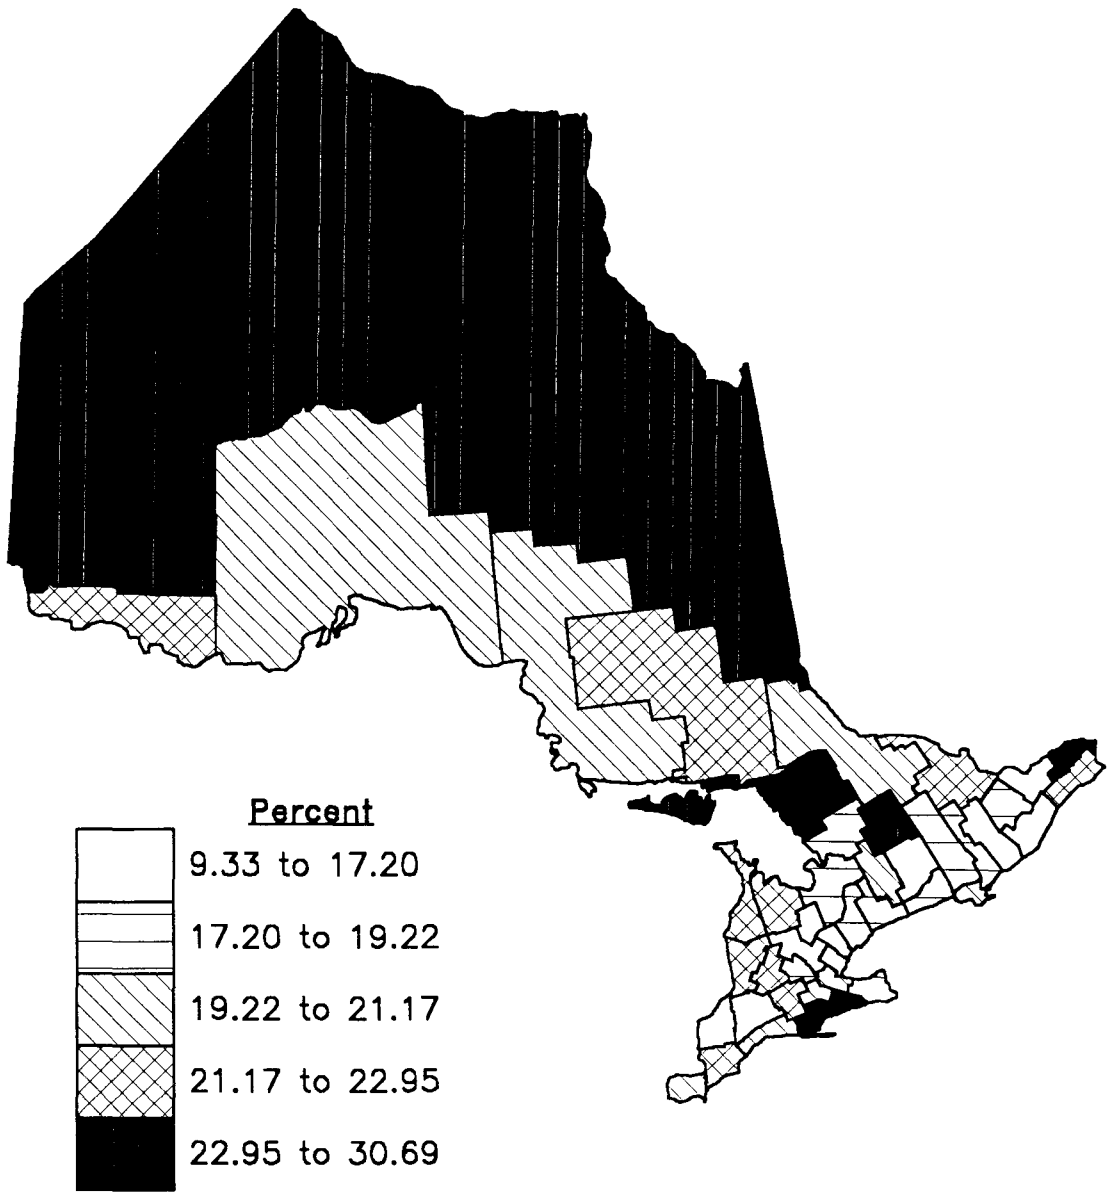 Percent
9.33 to 17.20
17.20 to 19.22
19.22 to 21.17
21.17 to 22.95
22.95 to 30.69